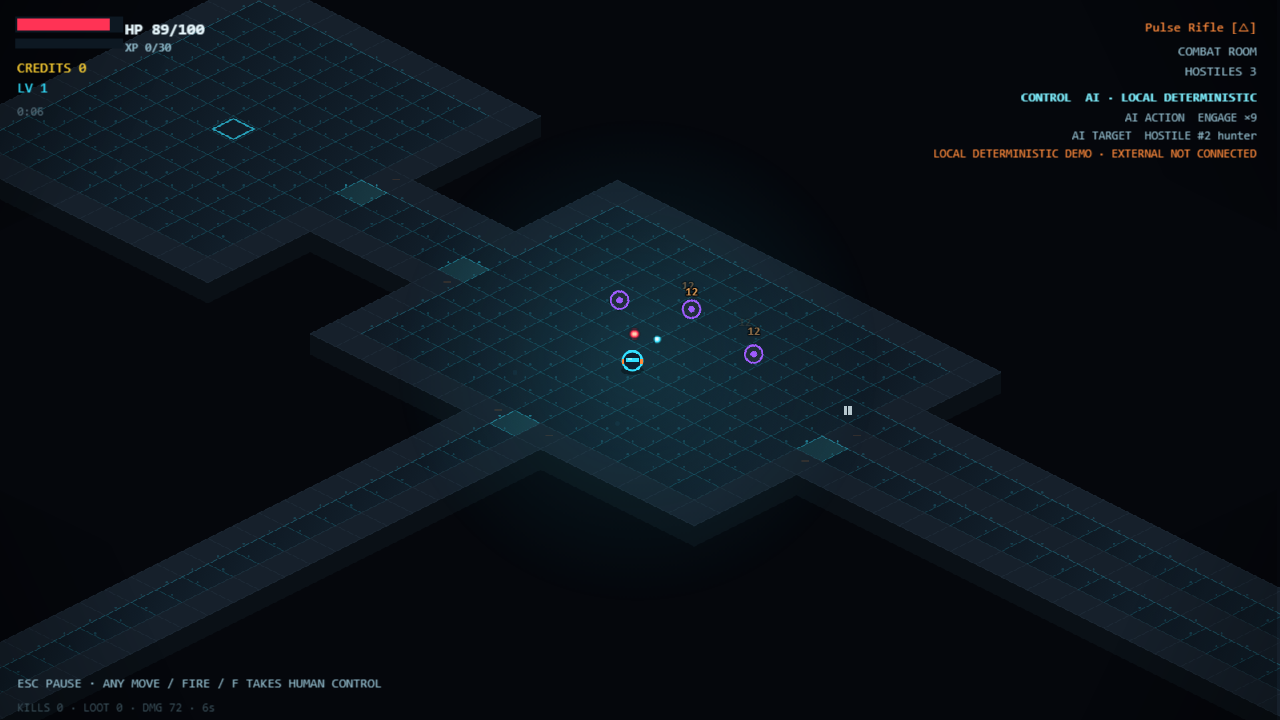 HP 89/100
XP 0/30
CREDITS 0
LV 1
0:06
Pulse Rifle [△]
COMBAT ROOM
HOSTILES 3
CONTROL AI · LOCAL DETERMINISTIC
AI ACTION ENGAGE ×9
AI TARGET HOSTILE #2 hunter
LOCAL DETERMINISTIC DEMO · EXTERNAL NOT CONNECTED
12
12
12
ESC PAUSE · ANY MOVE / FIRE / F TAKES HUMAN CONTROL
KILLS 0 · LOOT 0 · DMG 72 · 6s